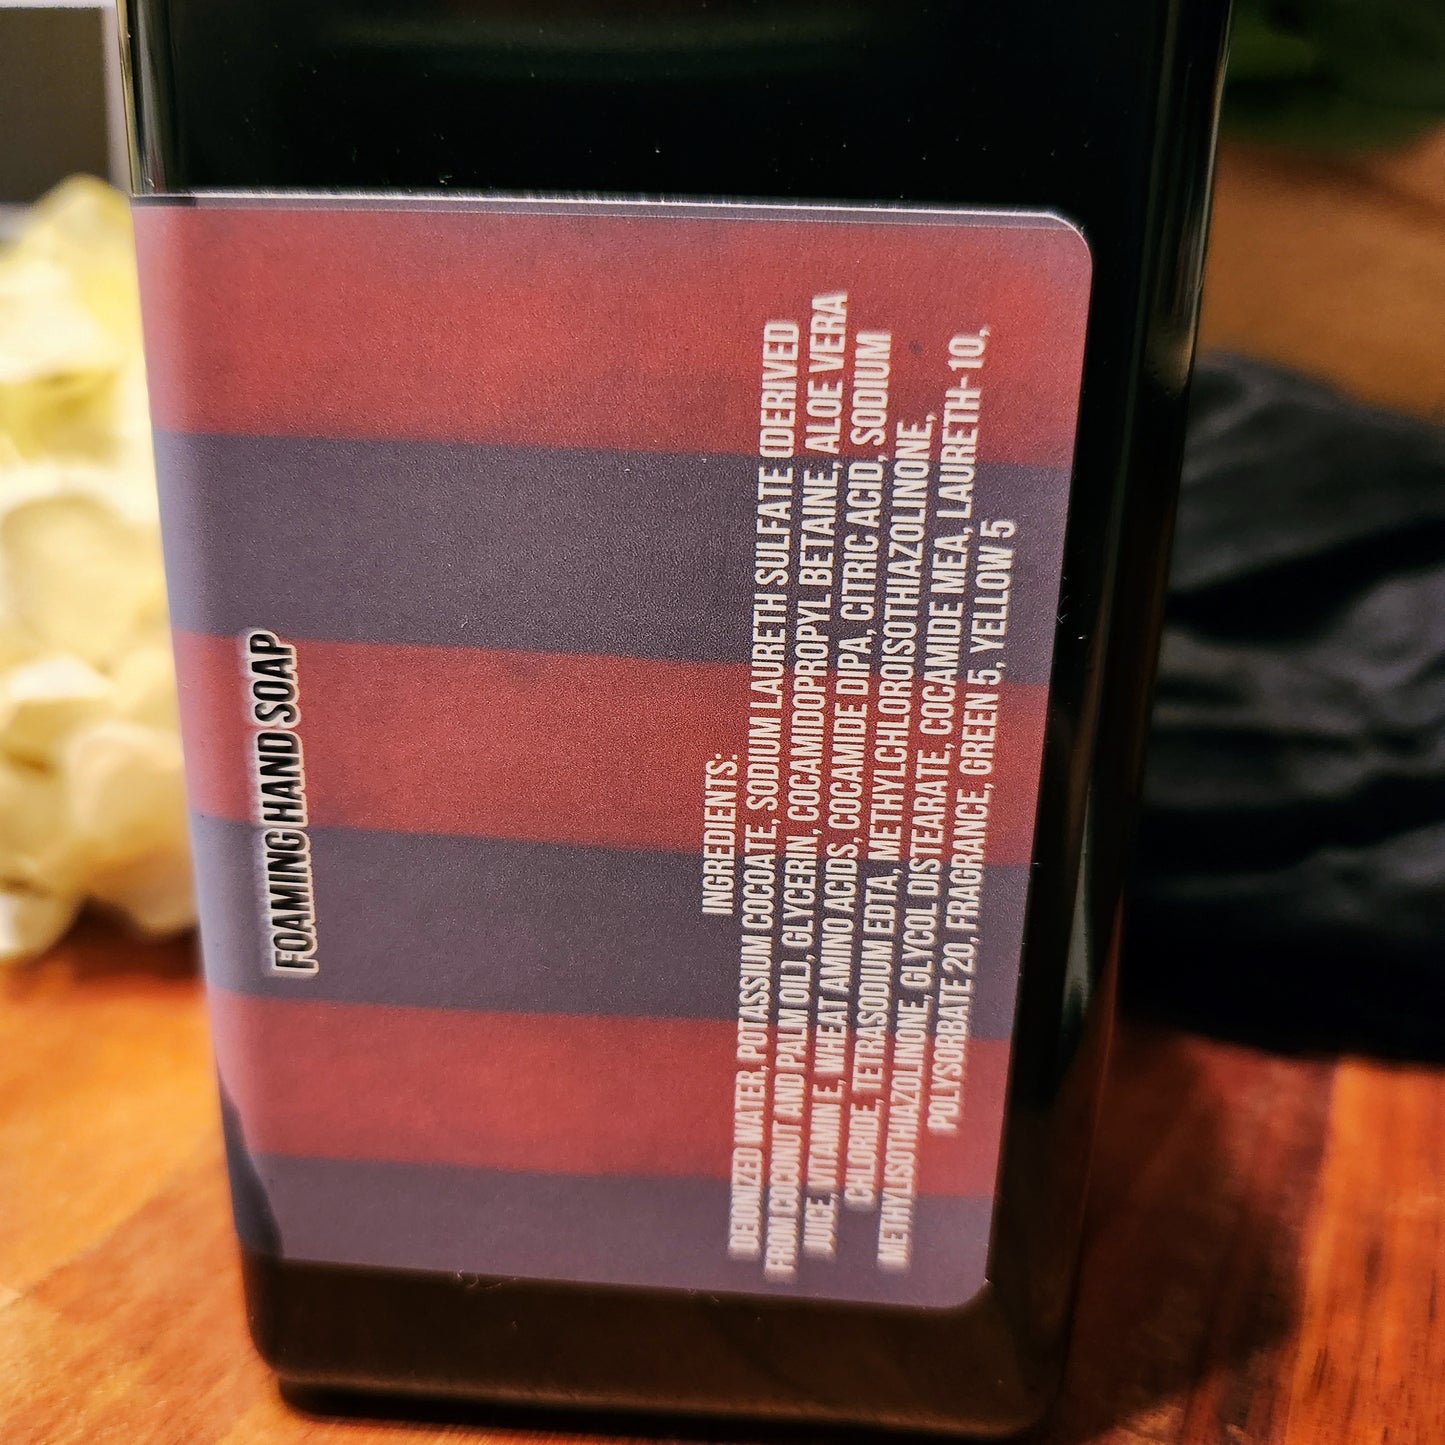 FOAMING HAND SOAP
INGREDIENTS:
DEIONIZED WATER, POTASSIUM COCOATE, SODIUM LAURETH SULFATE (DERIVED
FROM COCONUT AND PALM OIL), GLYCERIN, COCAMIDOPROPYL BETAINE, ALOE VERA
JUICE, VITAMIN E, WHEAT AMINO ACIDS, COCAMIDE DIPA, CITRIC ACID, SODIUM
CHLORIDE, TETRASODIUM EDTA, METHYLCHLOROISOTHIAZOLINONE,
METHYLISOTHIAZOLINONE, GLYCOL DISTEARATE, COCAMIDE MEA, LAURETH-10,
POLYSORBATE 20, FRAGRANCE, GREEN 5, YELLOW 5